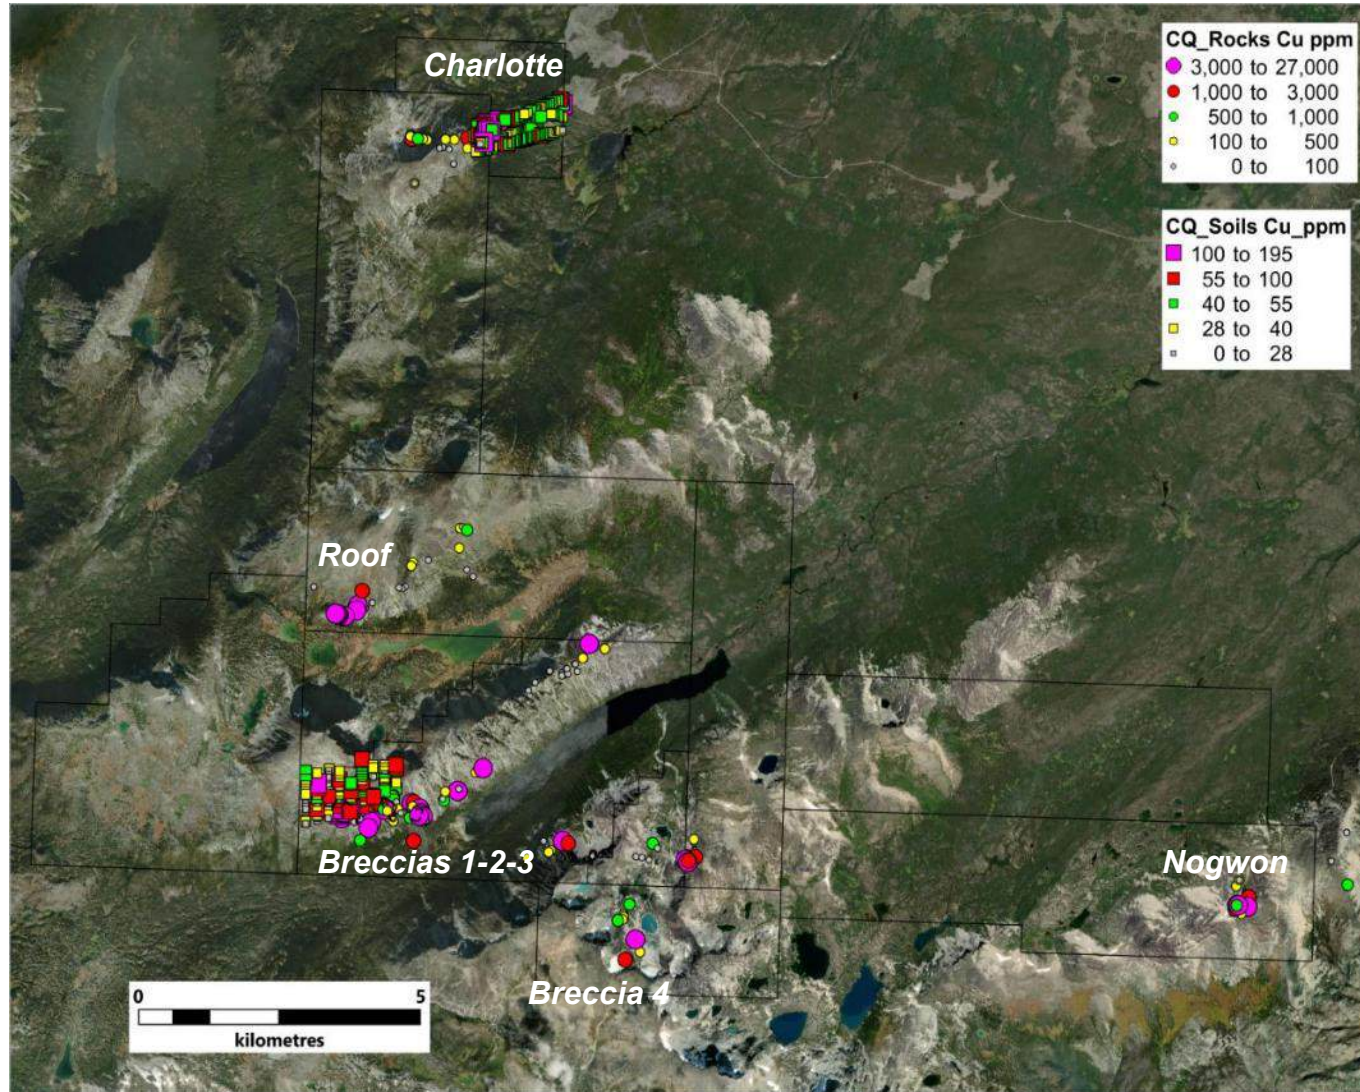 Charlotte
CQ_Rocks Cu ppm
3,000 to 27,000
1,000 to 3,000
500 to 1,000
100 to 500
0 to 100
CQ_Soils Cu_ppm
100 to 195
55 to 100
40 to 55
28 to 40
0 to 28
Roof
Breccias 1-2-3
Nogwon
Breccia 4
0 5
kilometres